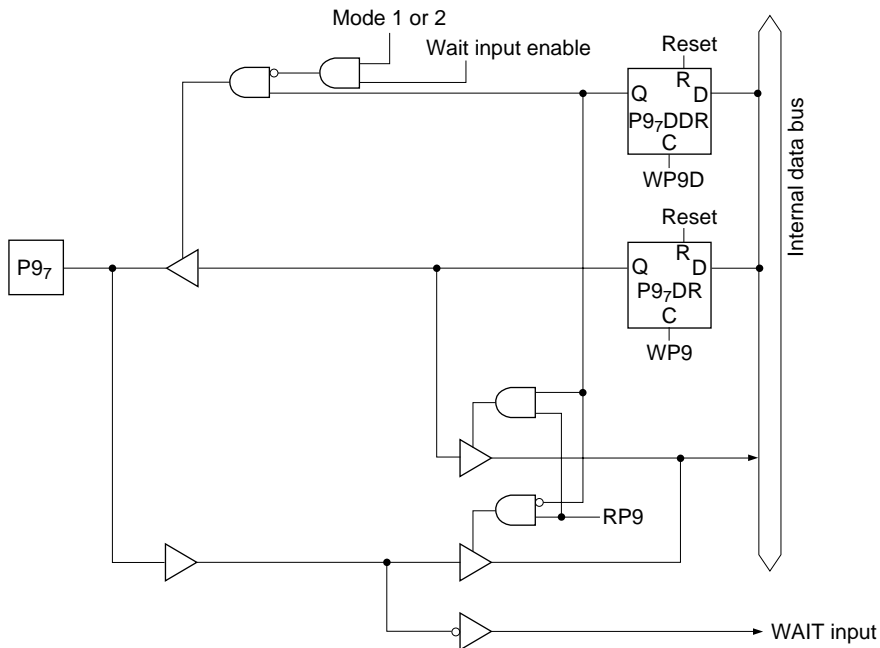 Mode 1 or 2
Wait input enable
Reset
R
Q
D
P9₇DDR
C
WP9D
Internal data bus
Reset
R
Q
D
P9₇
P9₇DR
C
WP9
RP9
WAIT input